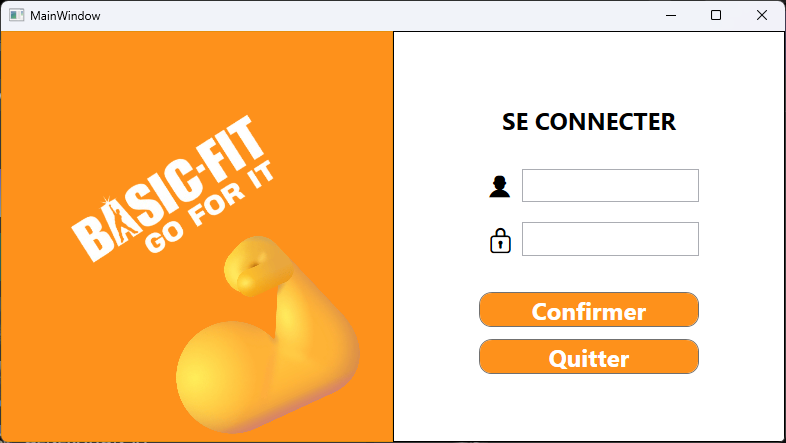 MainWindow
BASIC-FIT
GO FOR IT
SE CONNECTER
Confirmer
Quitter